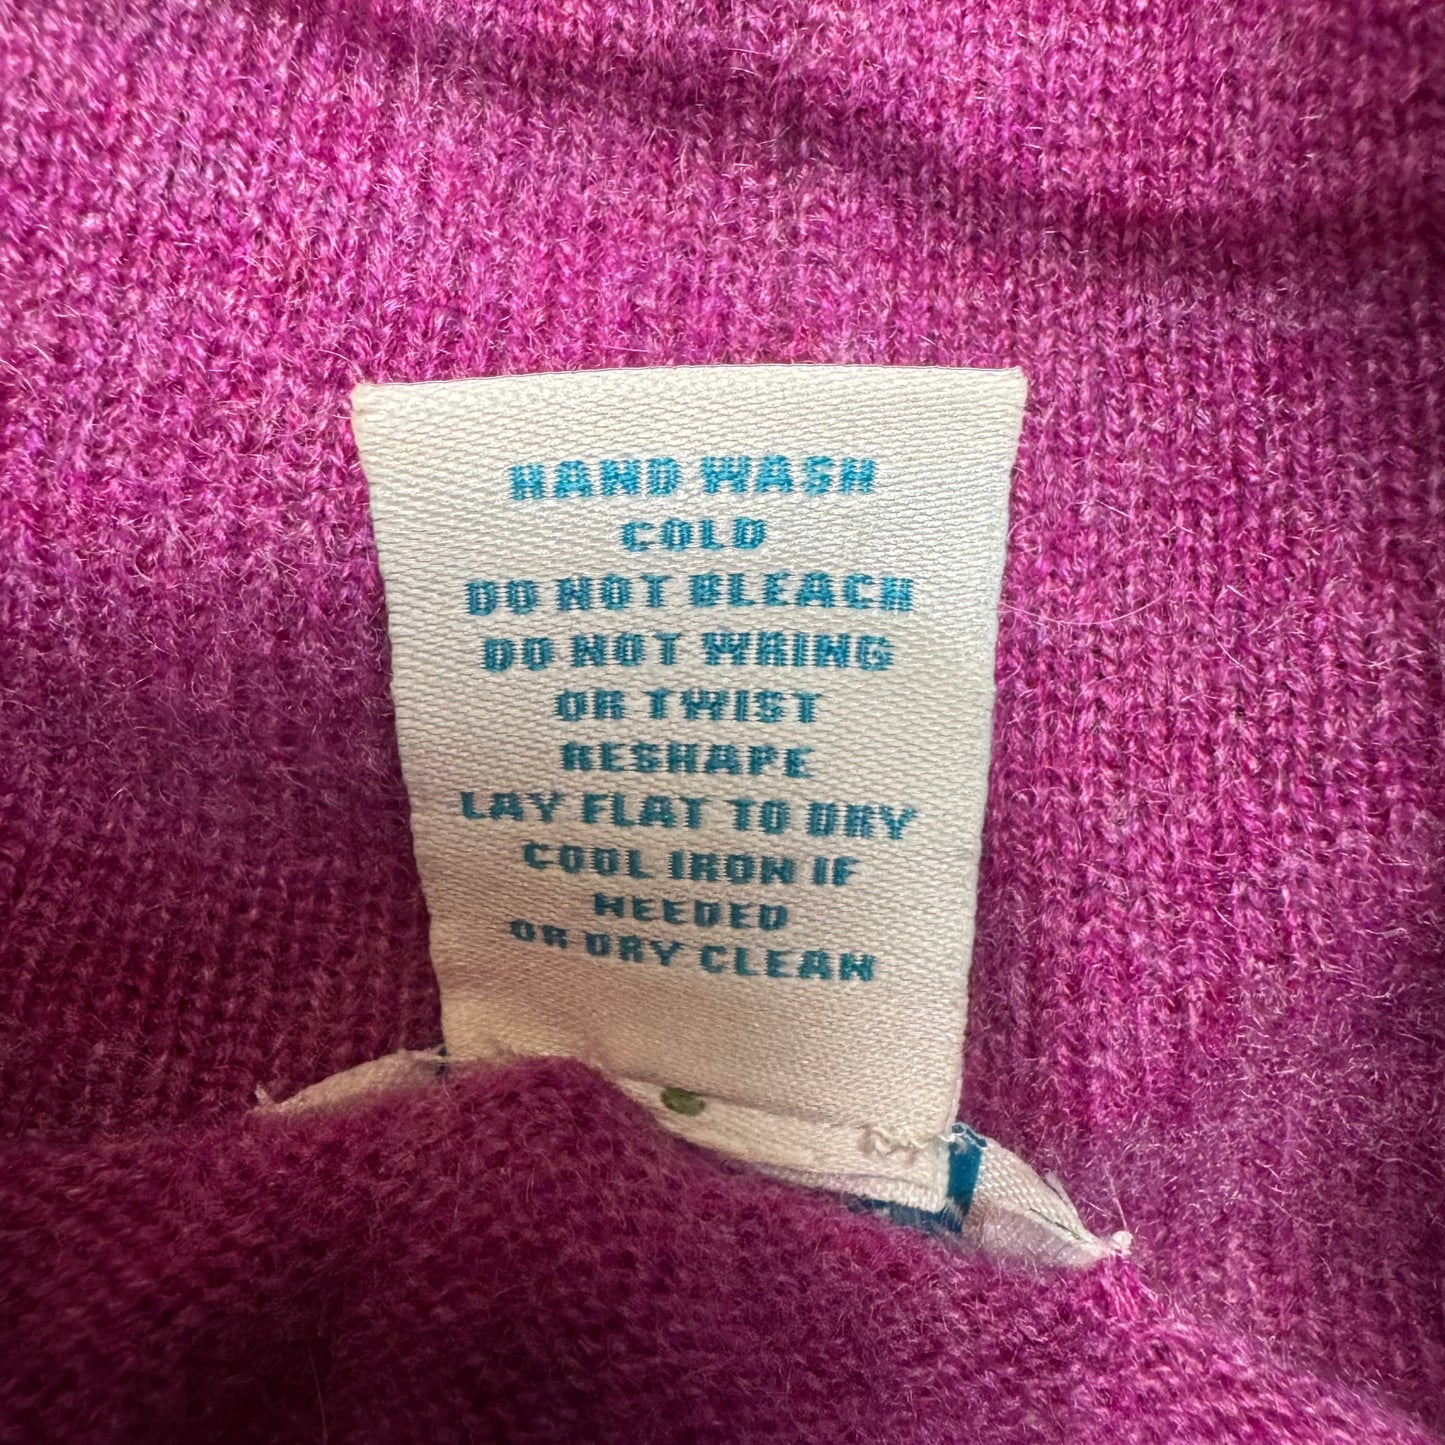 HAND WASH
COLD
DO NOT BLEACH
DO NOT WRING
OR TWIST
RESHAPE
LAY FLAT TO DRY
COOL IRON IF
NEEDED
OR DRY CLEAN